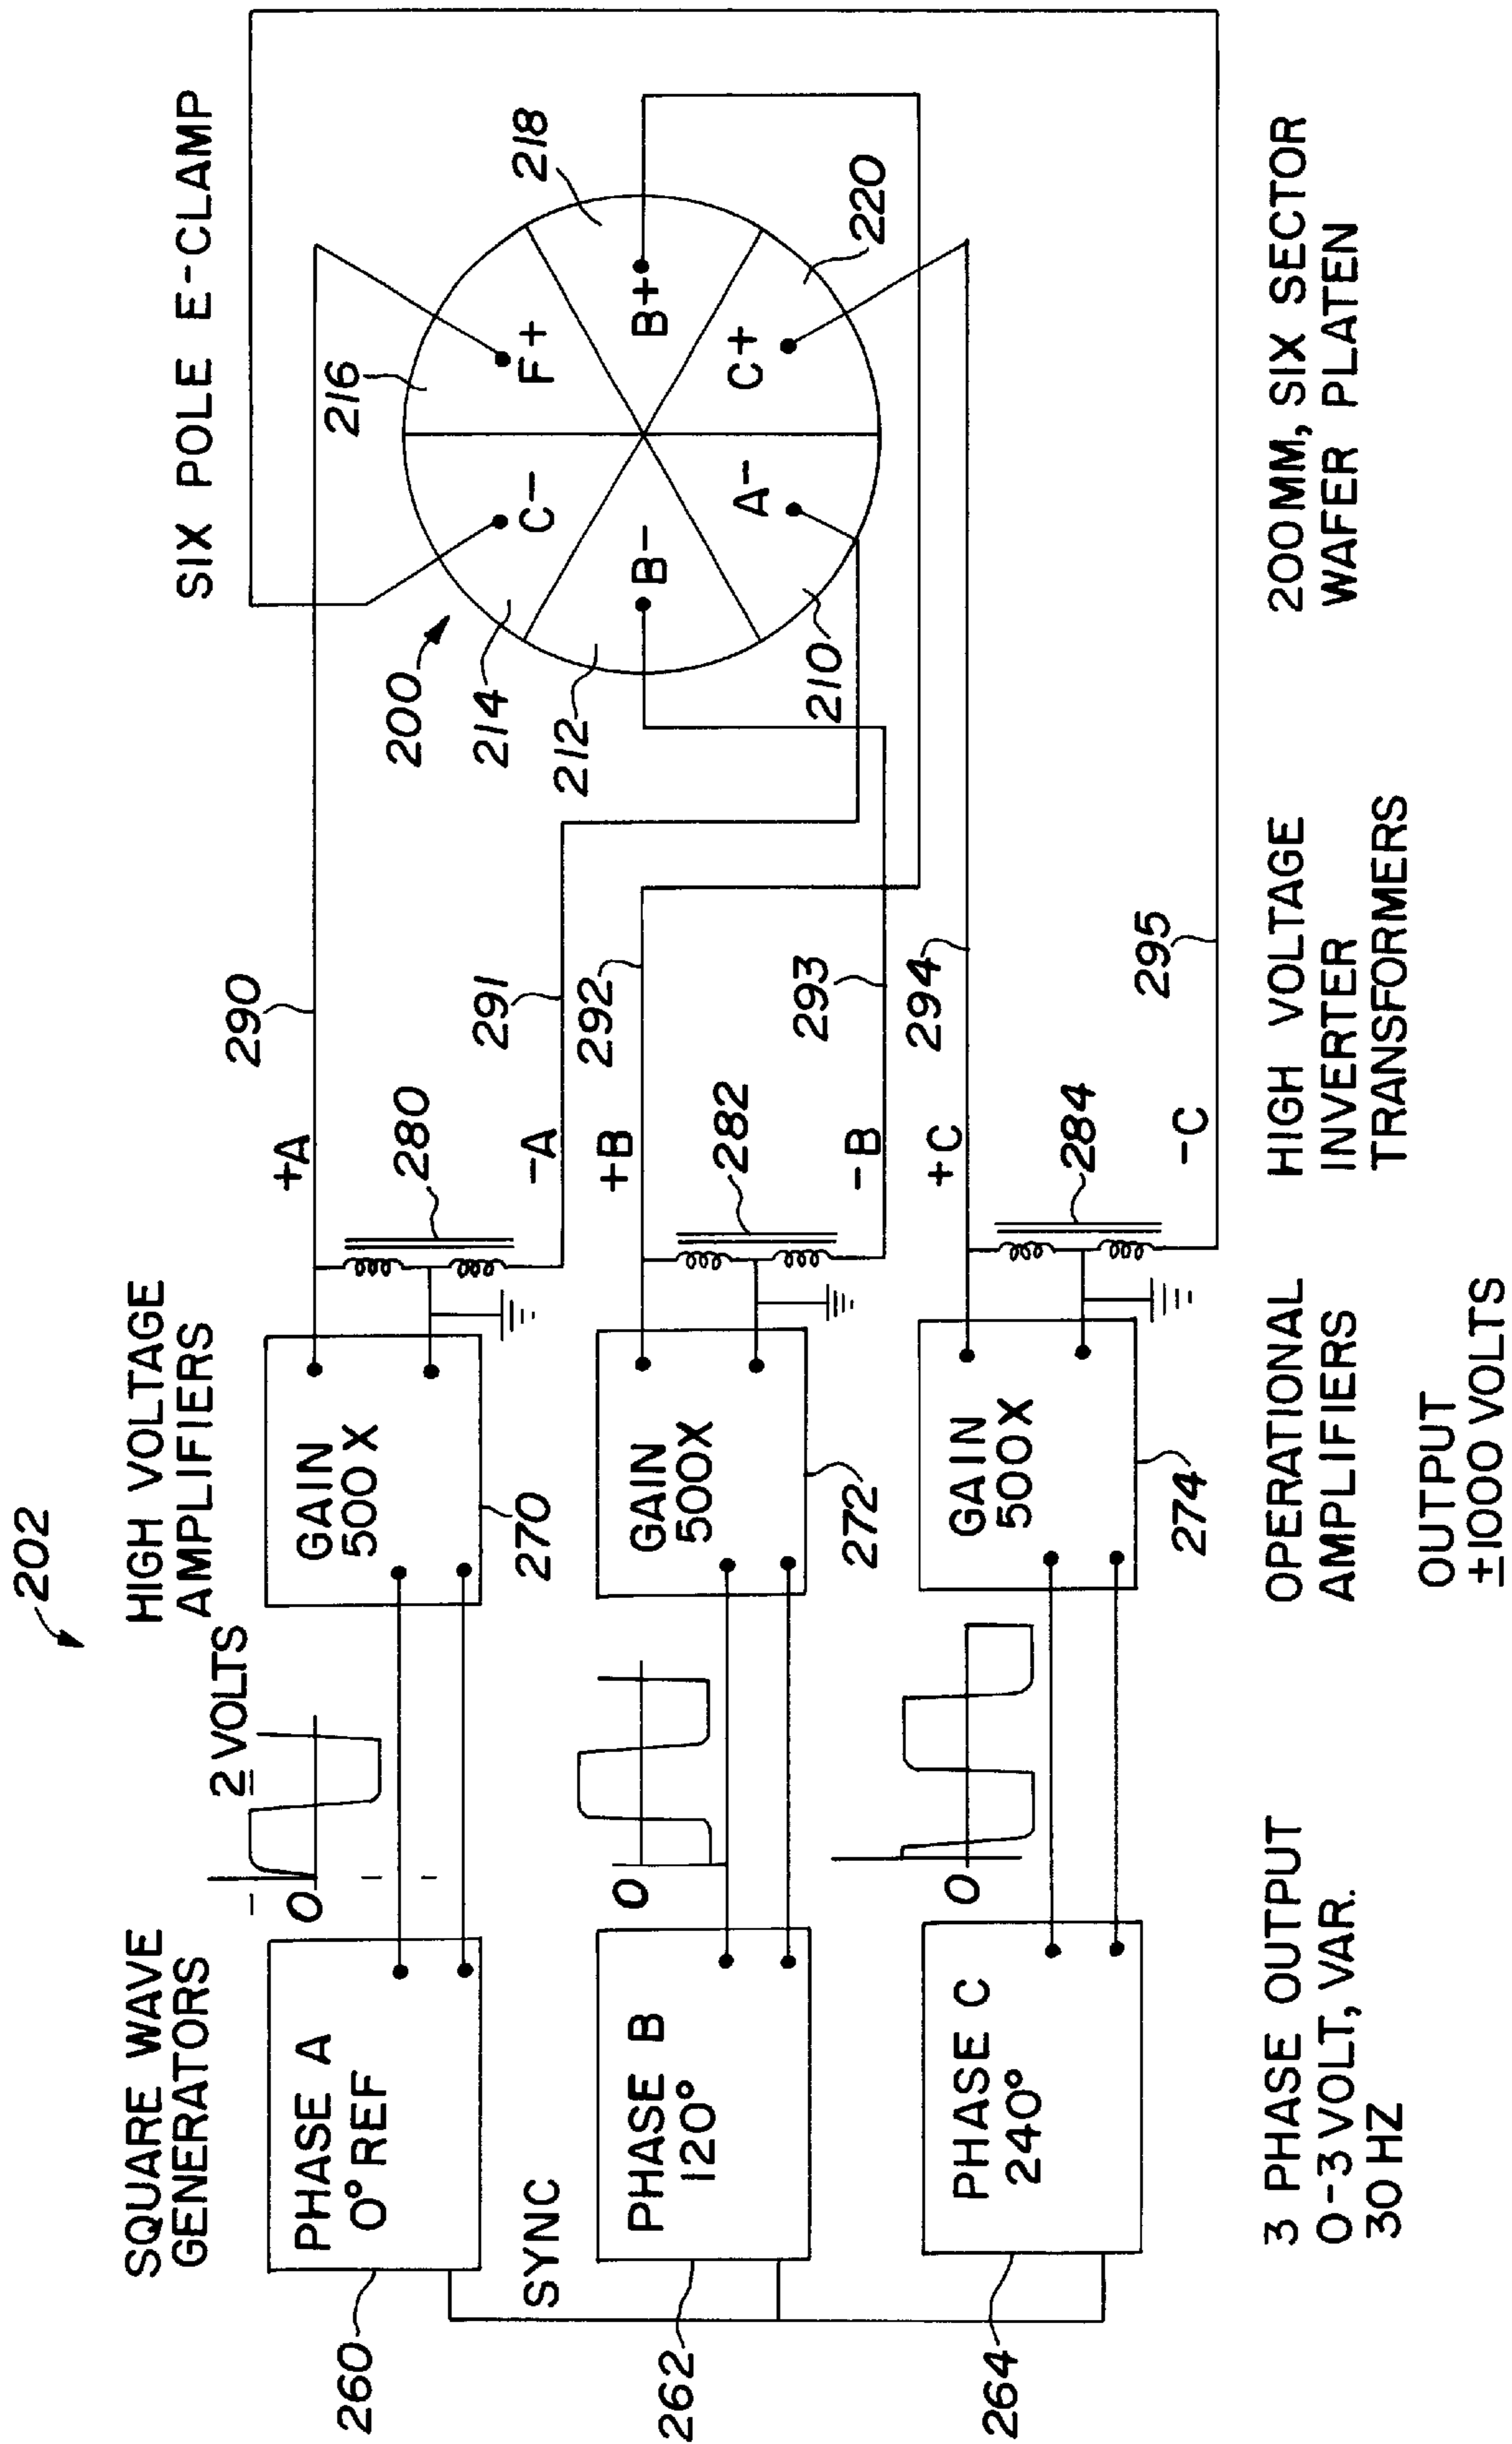 202
SQUARE WAVE
GENERATORS
HIGH VOLTAGE
AMPLIFIERS
SIX POLE E-CLAMP
2 VOLTS
260
PHASE A
0° REF
0
GAIN
500 X
270
+A
290
280
-A
291
SYNC
262
PHASE B
120°
0
GAIN
500X
272
+B
292
282
-B
293
264
PHASE C
240°
0
GAIN
500X
274
+C
294
284
-C
295
200
216
F+
218
B+
220
C+
A-
210
B-
212
C-
214
3 PHASE OUTPUT
0-3 VOLT, VAR.
30 HZ
OPERATIONAL
AMPLIFIERS
OUTPUT
±1000 VOLTS
HIGH VOLTAGE
INVERTER
TRANSFORMERS
200MM, SIX SECTOR
WAFER PLATEN